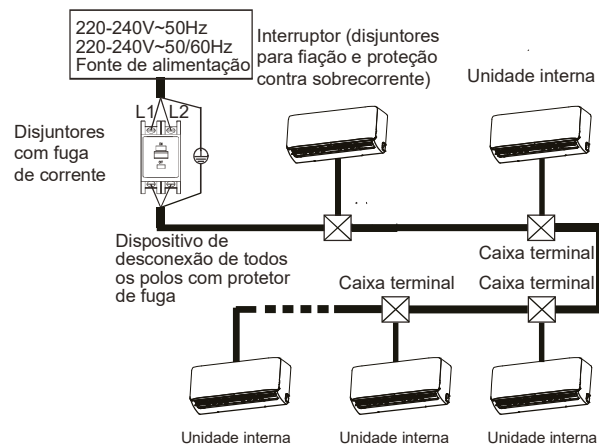 220-240V~50Hz
220-240V~50/60Hz
Fonte de alimentação
Interruptor (disjuntores
para fiação e proteção
contra sobrecorrente)
Unidade interna
L1 L2
Disjuntores
com fuga
de corrente
Dispositivo de
desconexão de todos
os polos com protetor
de fuga
Caixa terminal
Caixa terminal
Caixa terminal
Unidade interna
Unidade interna
Unidade interna